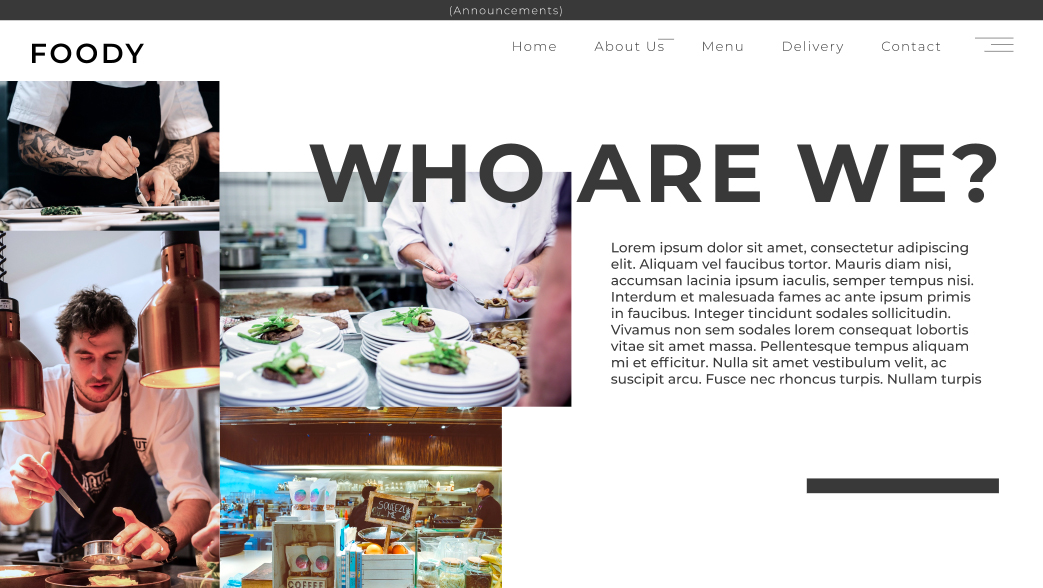 (Announcements)
FOODY
Home About Us Menu Delivery Contact
WHO ARE WE?
Lorem ipsum dolor sit amet, consectetur adipiscing
elit. Aliquam vel faucibus tortor. Mauris diam nisi,
accumsan lacinia ipsum iaculis, semper tempus nisi.
Interdum et malesuada fames ac ante ipsum primis
in faucibus. Integer tincidunt sodales sollicitudin.
Vivamus non sem sodales lorem consequat lobortis
vitae sit amet massa. Pellentesque tempus aliquam
mi et efficitur. Nulla sit amet vestibulum velit, ac
suscipit arcu. Fusce nec rhoncus turpis. Nullam turpis
SQUEEZE
ME
COFFEE